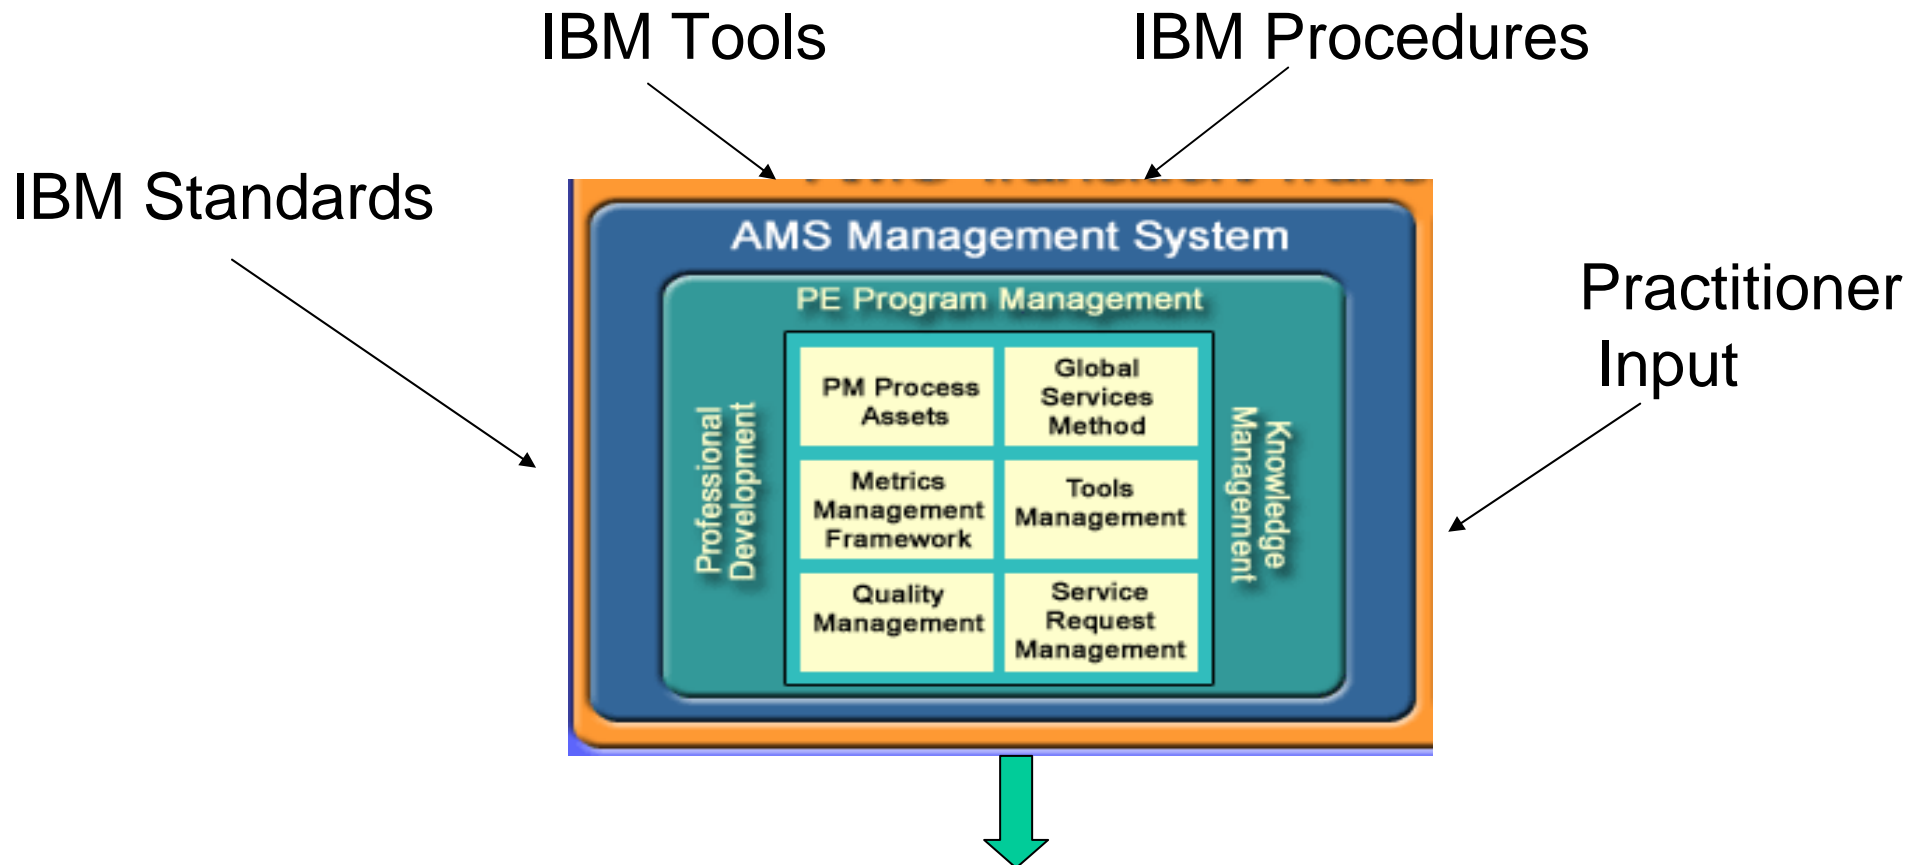 IBM Tools
IBM Procedures
IBM Standards
AMS Management System
Practitioner
Input
PE Program Management
PM Process
Assets
Global
Services
Method
Professional
Development
Knowledge
Management
Metrics
Management
Framework
Tools
Management
Quality
Management
Service
Request
Management